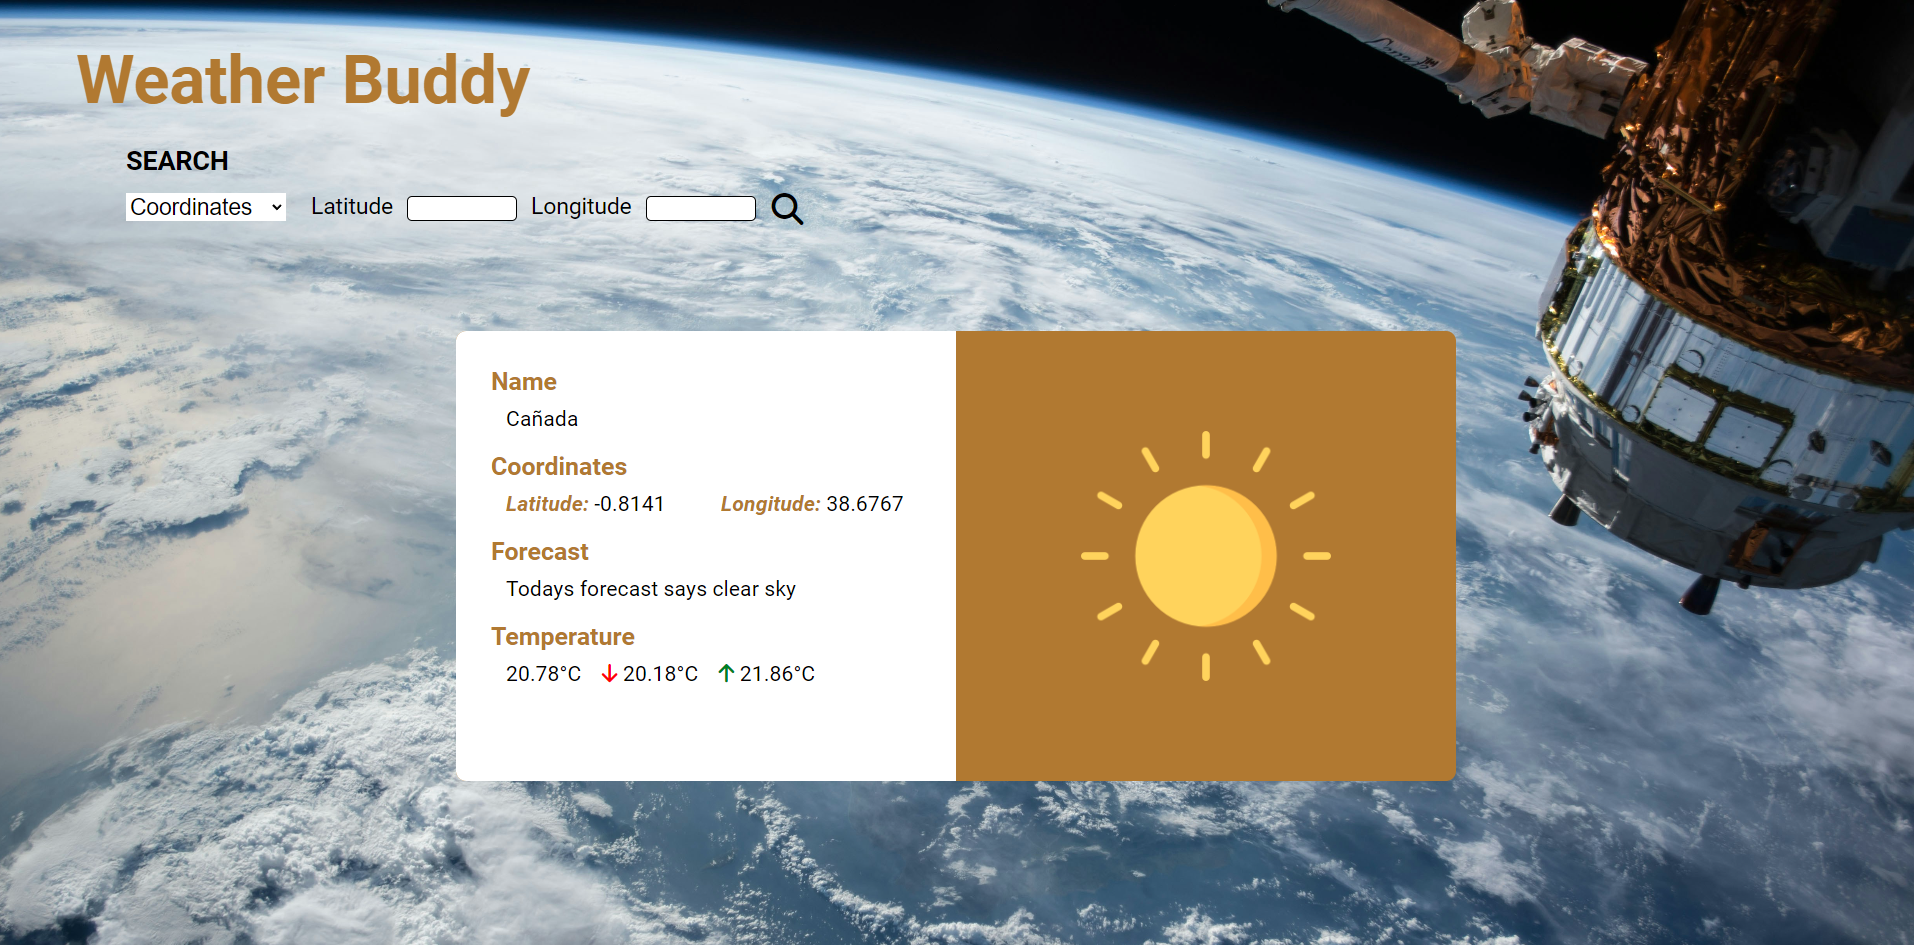 Weather Buddy
SEARCH
Coordinates Latitude Longitude
Name
Cañada
Coordinates
Latitude: -0.8141 Longitude: 38.6767
Forecast
Todays forecast says clear sky
Temperature
20.78°C 20.18°C 21.86°C